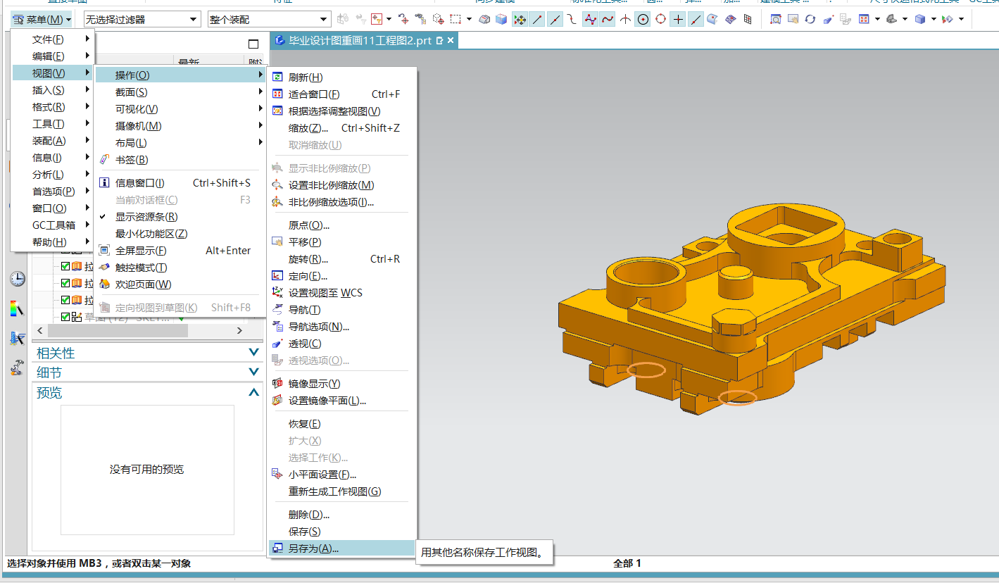 直接草图
特征
同步建模
菜单(M)
无选择过滤器
整个装配
毕业设计图重画11工程图2.prt
最新
文件(F)
编辑(E)
视图(V)
插入(S)
格式(R)
工具(T)
装配(A)
信息(I)
分析(L)
首选项(P)
窗口(O)
GC工具箱
帮助(H)
操作(O)
截面(S)
可视化(V)
摄像机(M)
布局(L)
书签(B)
信息窗口(I) Ctrl+Shift+S
当前对话框(C) F3
显示资源条(R)
最小化功能区(Z)
全屏显示(F) Alt+Enter
触控模式(T)
欢迎页面(W)
定向视图到草图(K) Shift+F8
刷新(H)
适合窗口(F) Ctrl+F
根据选择调整视图(V)
缩放(Z)... Ctrl+Shift+Z
取消缩放(U)
显示非比例缩放(P)
设置非比例缩放(M)
非比例缩放选项(I)...
原点(O)...
平移(P)
旋转(R)... Ctrl+R
定向(E)...
设置视图至 WCS
导航(T)
导航选项(N)...
透视(C)
透视选项(O)...
镜像显示(Y)
设置镜像平面(L)...
恢复(E)
扩大(X)
选择工作(K)...
小平面设置(F)...
重新生成工作视图(G)
删除(D)...
保存(S)
另存为(A)...
用其他名称保存工作视图。
拉
拉
拉
相关性
细节
预览
没有可用的预览
选择对象并使用 MB3，或者双击某一对象
全部 1